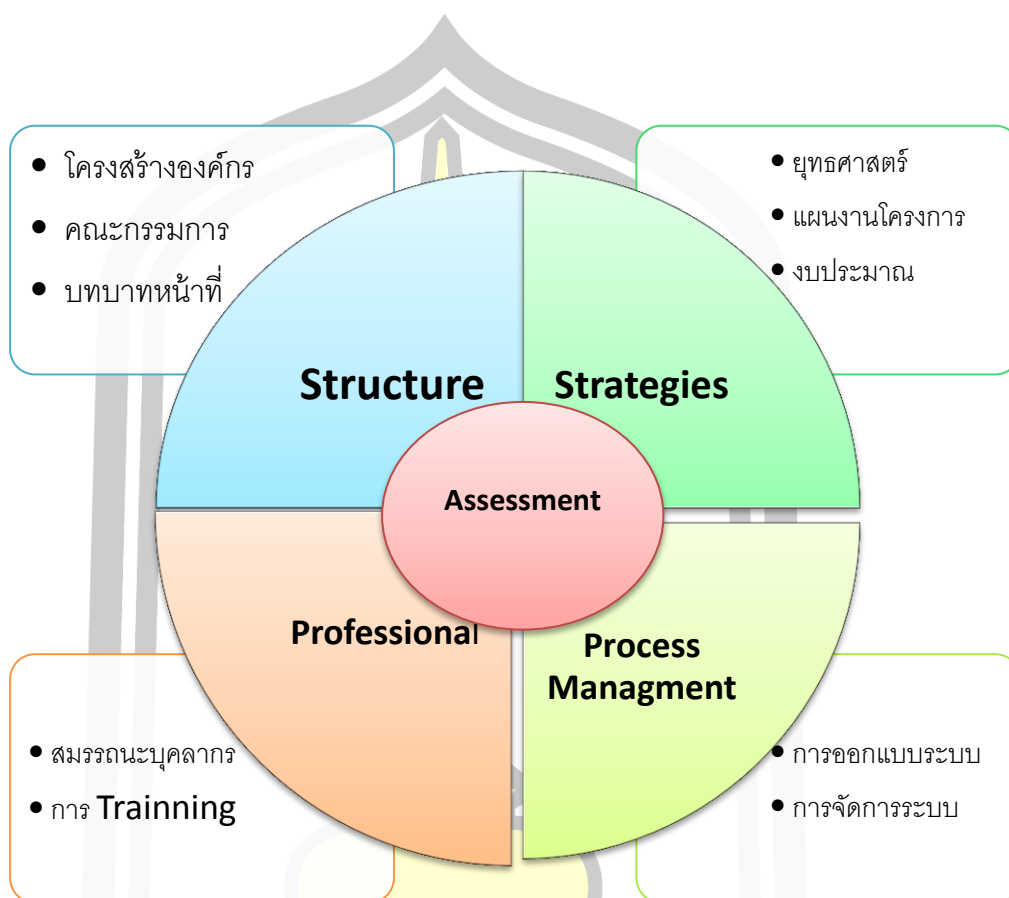 • โครงสร้างองค์กร
• คณะกรรมการ
• บทบาทหน้าที่
• ยุทธศาสตร์
• แผนงานโครงการ
• งบประมาณ
Structure
Strategies
Assessment
Professional
Process
Managment
• สมรรถนะบุคลากร
• การ Trainning
• การออกแบบระบบ
• การจัดการระบบ